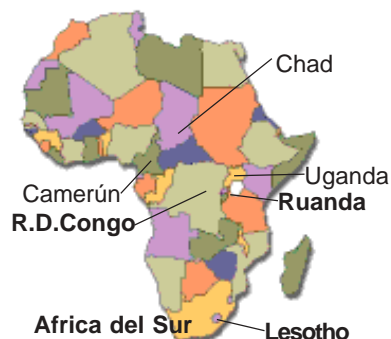 Chad
Uganda
Camerún
Ruanda
R.D.Congo
Africa del Sur
Lesotho